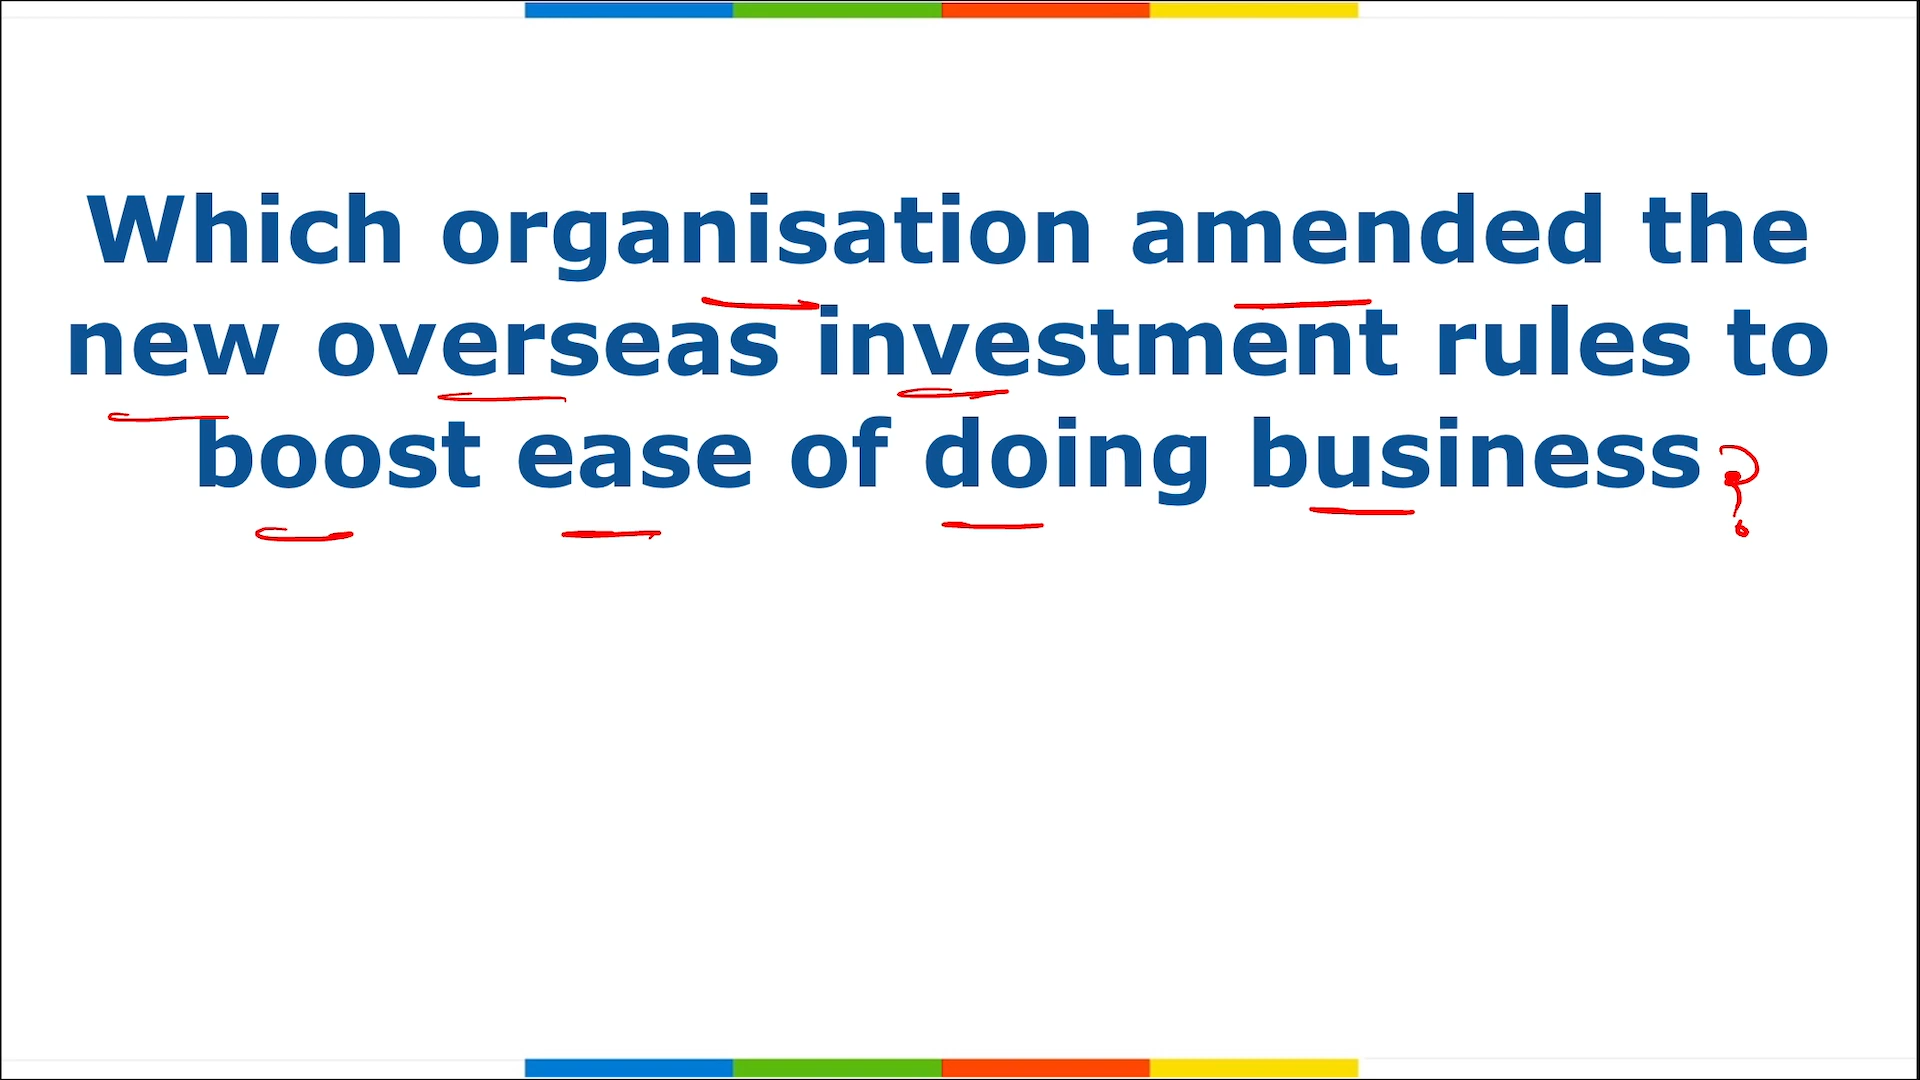 Which organisation amended the
new overseas investment rules to
boost ease of doing business?